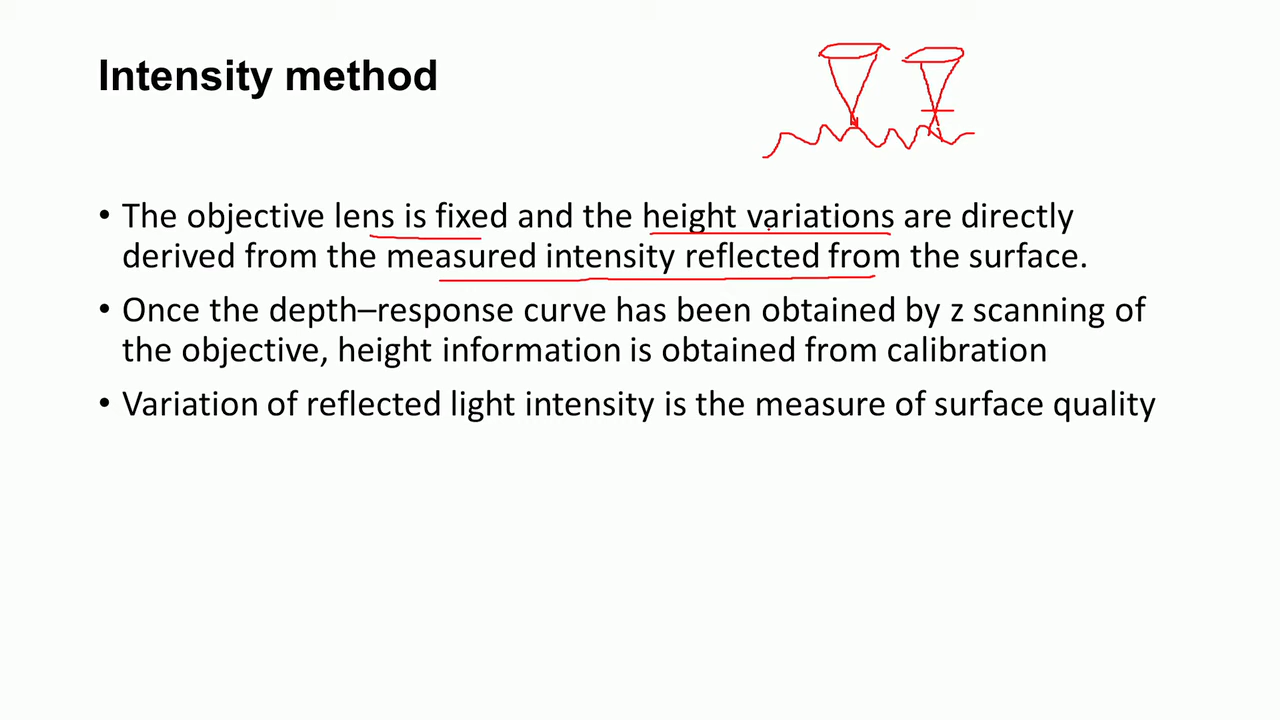 Intensity method
• The objective lens is fixed and the height variations are directly
derived from the measured intensity reflected from the surface.
• Once the depth–response curve has been obtained by z scanning of
the objective, height information is obtained from calibration
• Variation of reflected light intensity is the measure of surface quality